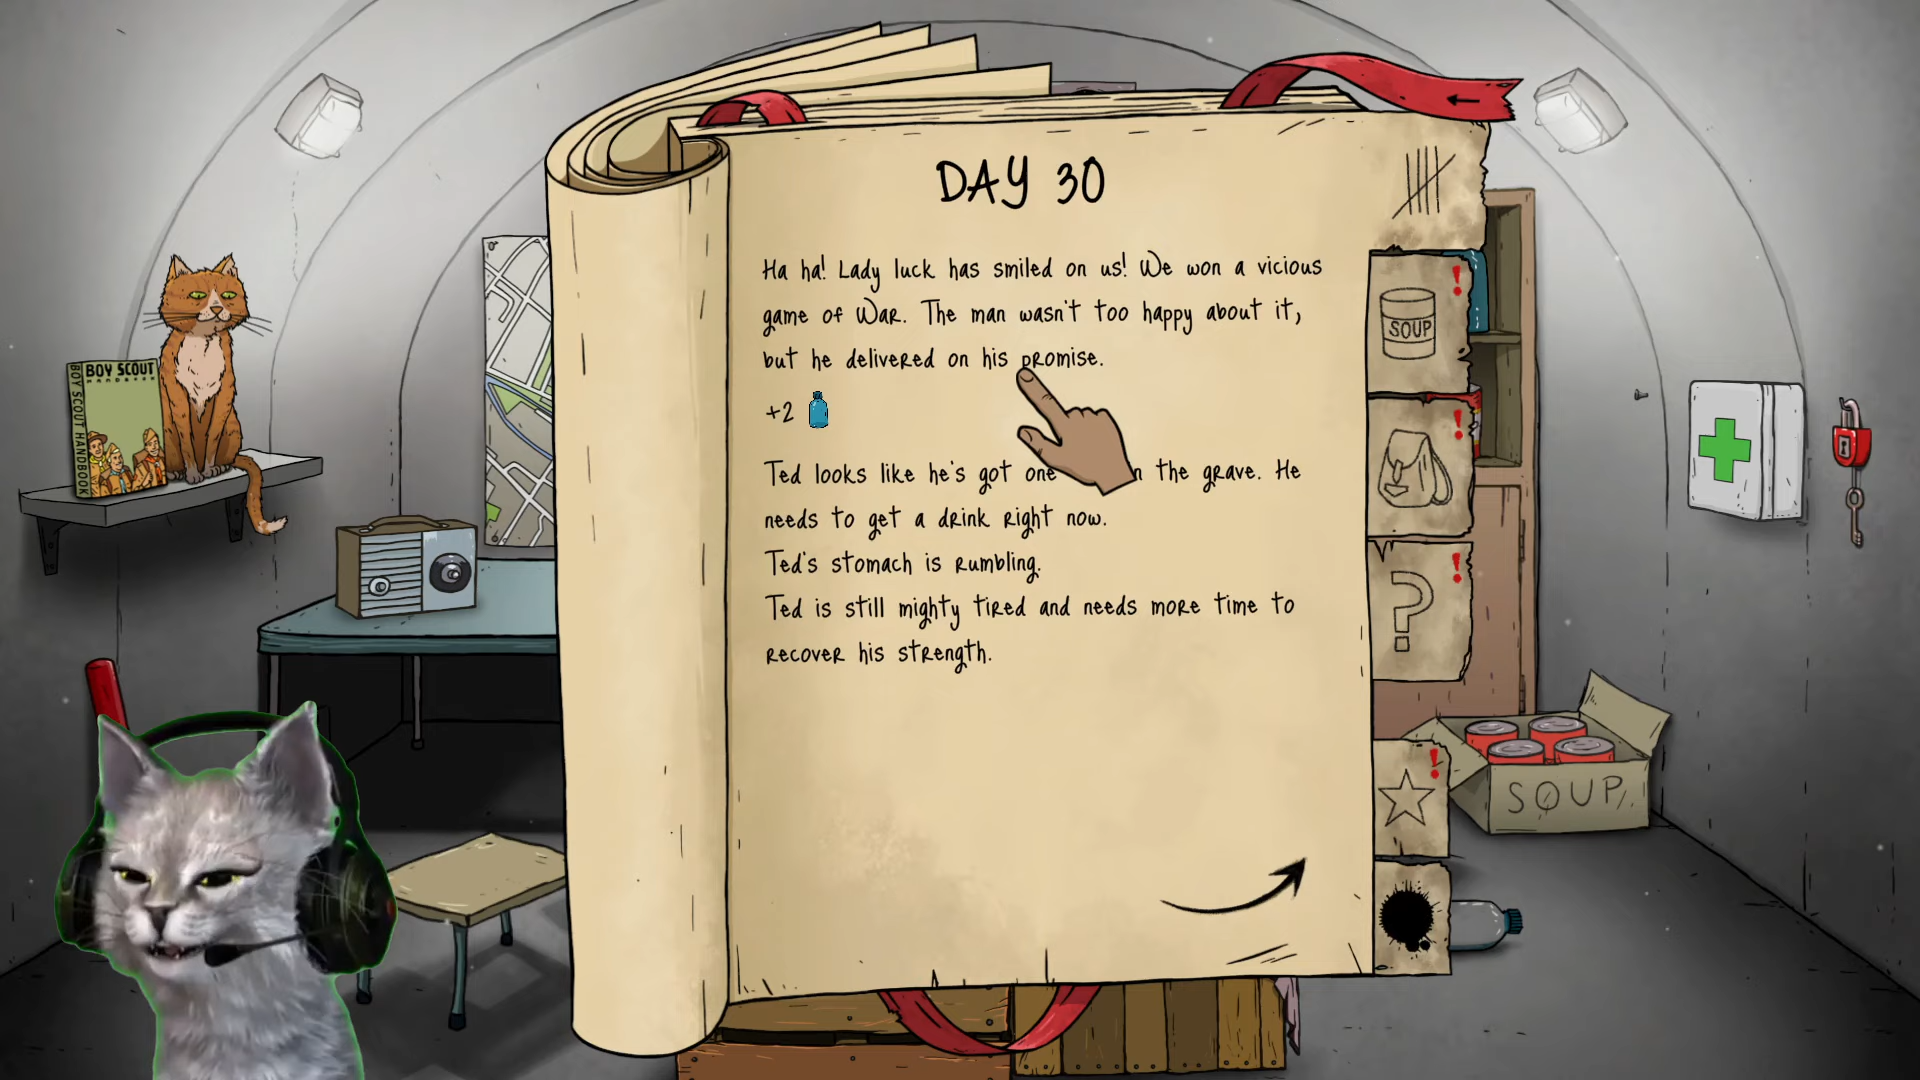 DAY 30
Ha ha! Lady luck has smiled on us! We won a vicious
game of War. The man wasn't too happy about it,
but he delivered on his promise.
+2
Ted looks like he's got one the grave. He
needs to get a drink right now.
Ted's stomach is rumbling.
Ted is still mighty tired and needs more time to
recover his strength.
SOUP
!
!
?
!
!
BOY SCOUT
HANDBOOK
BOY SCOUT HANDBOOK
SOUP